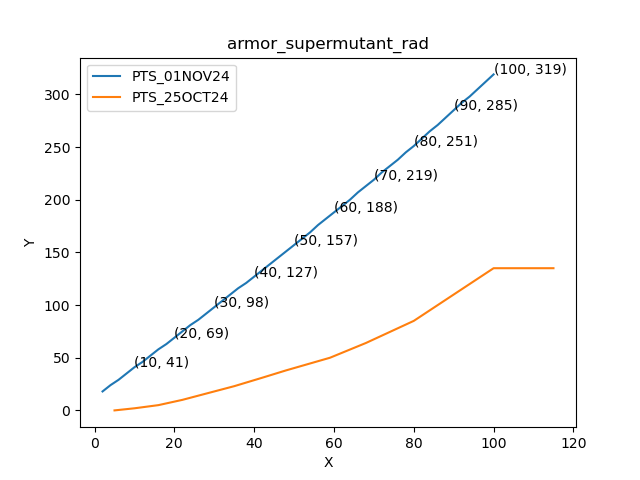 armor_supermutant_rad
PTS_01NOV24
PTS_25OCT24
(100, 319)
(90, 285)
(80, 251)
(70, 219)
(60, 188)
(50, 157)
(40, 127)
(30, 98)
(20, 69)
(10, 41)
Y
300
250
200
150
100
50
0
0 20 40 60 80 100 120
X